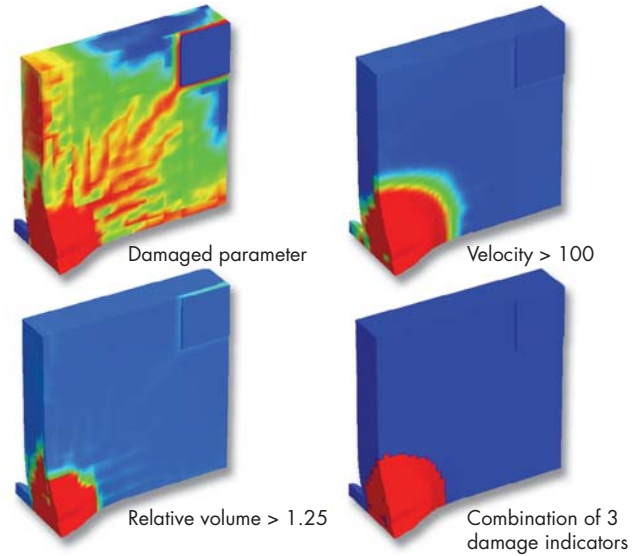 Damaged parameter
Velocity > 100
Relative volume > 1.25
Combination of 3
damage indicators